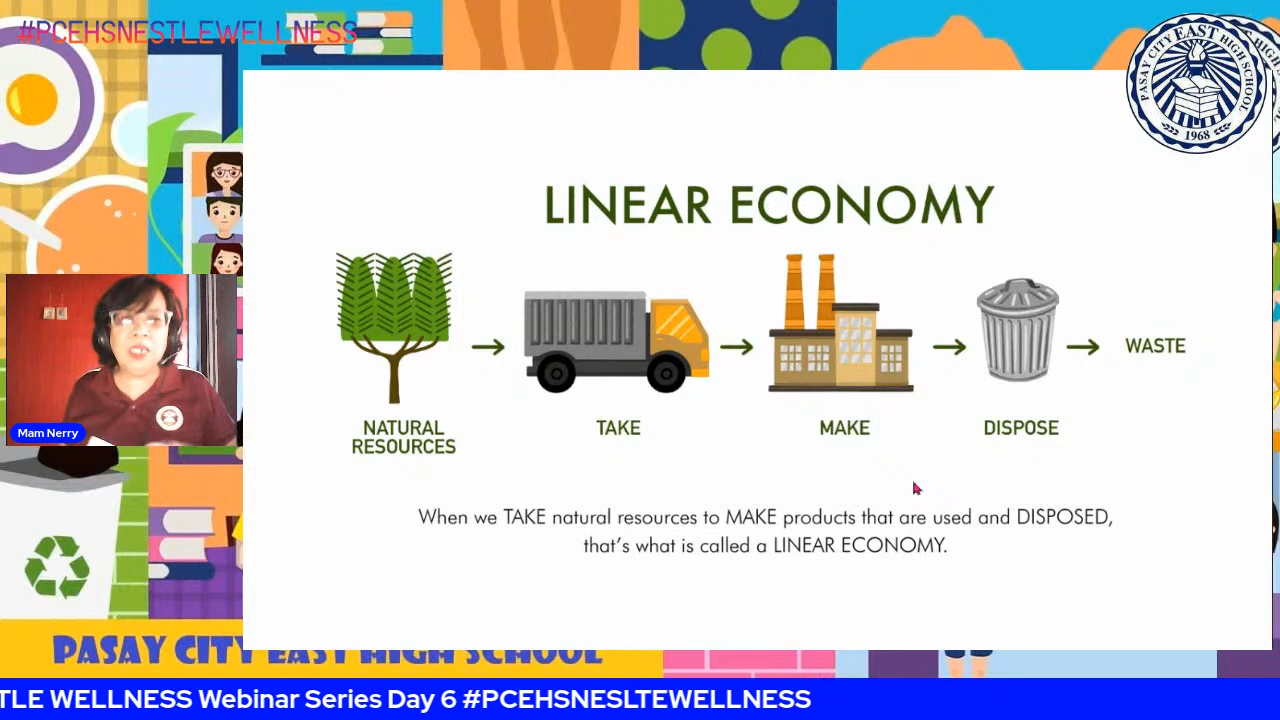 #PCEHSNESTLEWELLNESS
PASAY CITY EAST HIGH SCHOOL
1968
LINEAR ECONOMY
NATURAL
RESOURCES
TAKE
MAKE
DISPOSE
WASTE
When we TAKE natural resources to MAKE products that are used and DISPOSED,
that's what is called a LINEAR ECONOMY.
Mam Nerry
PASAY CITY EAST HIGH SCHOOL
TLE WELLNESS Webinar Series Day 6 #PCEHSNESLTEWELLNESS